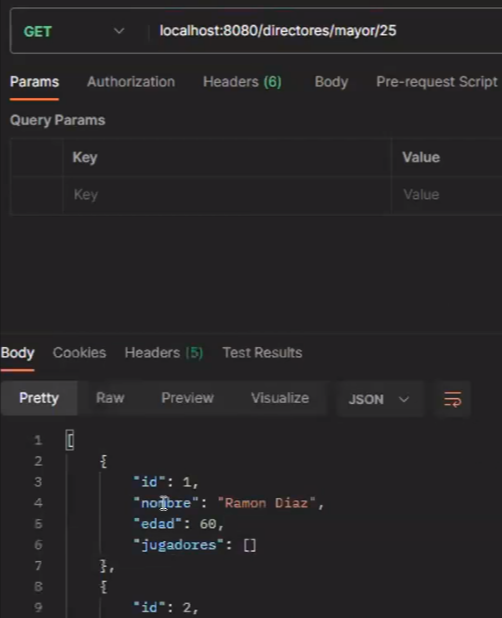 GET localhost:8080/directores/mayor/25
Params Authorization Headers (6) Body Pre-request Script
Query Params
Key Value
Key Value
Body Cookies Headers (5) Test Results
Pretty Raw Preview Visualize JSON
1 [
2 {
3 "id": 1,
4 "nombre": "Ramon Diaz",
5 "edad": 60,
6 "jugadores": []
7 },
8 {
9 "id": 2,